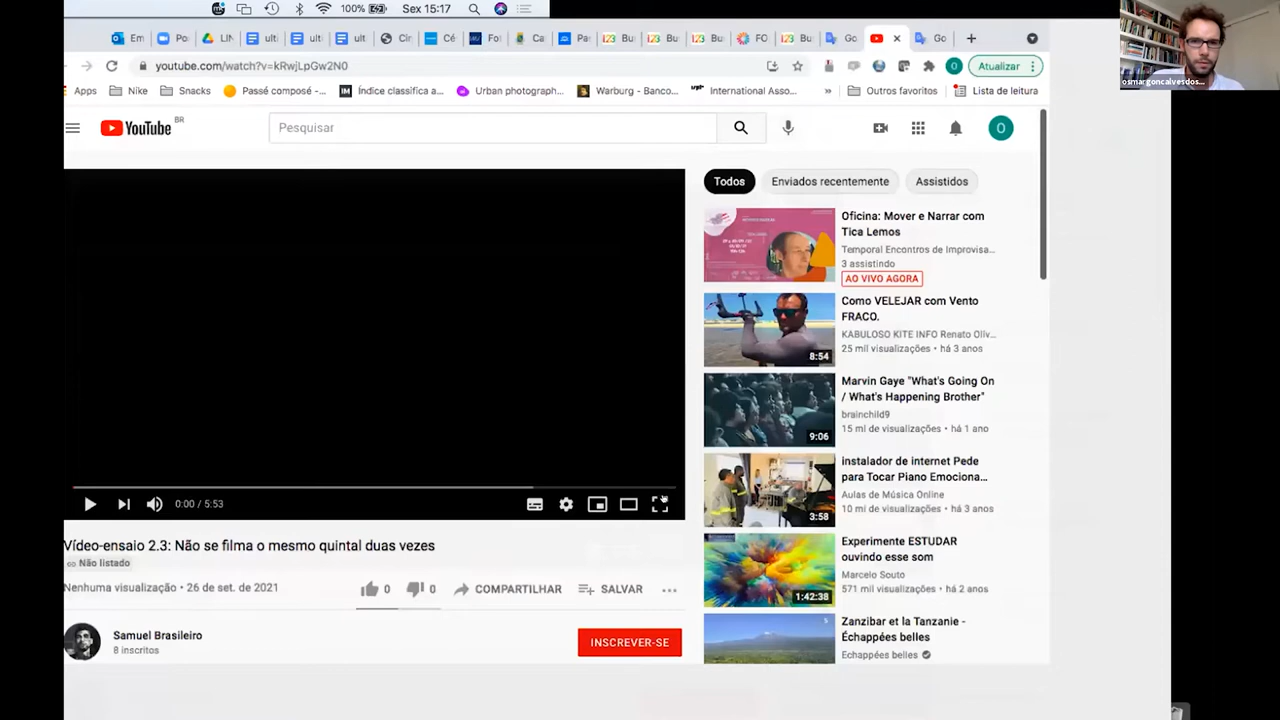 100% Sex 15:17
Em Po LIN ulti ulti ult Cir Cé Fo Ca Pa Bu Bu Bu FO Bu Go Go
youtube.com/watch?v=kRwjLpGw2N0 O Atualizar
Apps Nike Snacks Passé composé -... Índice classifica a... Urban photograph... Warburg - Banco... International Asso... » Outros favoritos Lista de leitura
YouTube BR Pesquisar O
Todos Enviados recentemente Assistidos
Oficina: Mover e Narrar com
Tica Lemos
Temporal Encontros de Improvisa...
3 assistindo
AO VIVO AGORA
Como VELEJAR com Vento
FRACO.
KABULOSO KITE INFO Renato Oliv...
25 mil visualizações • há 3 anos
8:54
Marvin Gaye "What's Going On
/ What's Happening Brother"
brainchild9
15 mi de visualizações • há 1 ano
9:06
instalador de internet Pede
para Tocar Piano Emociona...
Aulas de Música Online
10 mi de visualizações • há 3 anos
3:58
Experimente ESTUDAR
ouvindo esse som
Marcelo Souto
571 mil visualizações • há 2 anos
1:42:38
Zanzibar et la Tanzanie -
Échappées belles
Echappées belles
0:00 / 5:53
Vídeo-ensaio 2.3: Não se filma o mesmo quintal duas vezes
Não listado
Nenhuma visualização • 26 de set. de 2021 0 0 COMPARTILHAR SALVAR ...
Samuel Brasileiro
8 inscritos
INSCREVER-SE
osmargoncalvesdos...